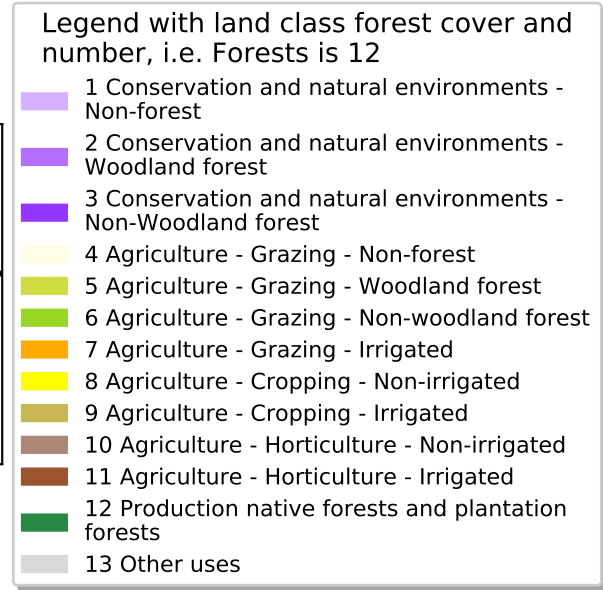 Legend with land class forest cover and
number, i.e. Forests is 12
1 Conservation and natural environments -
Non-forest
2 Conservation and natural environments -
Woodland forest
3 Conservation and natural environments -
Non-Woodland forest
4 Agriculture - Grazing - Non-forest
5 Agriculture - Grazing - Woodland forest
6 Agriculture - Grazing - Non-woodland forest
7 Agriculture - Grazing - Irrigated
8 Agriculture - Cropping - Non-irrigated
9 Agriculture - Cropping - Irrigated
10 Agriculture - Horticulture - Non-irrigated
11 Agriculture - Horticulture - Irrigated
12 Production native forests and plantation
forests
13 Other uses